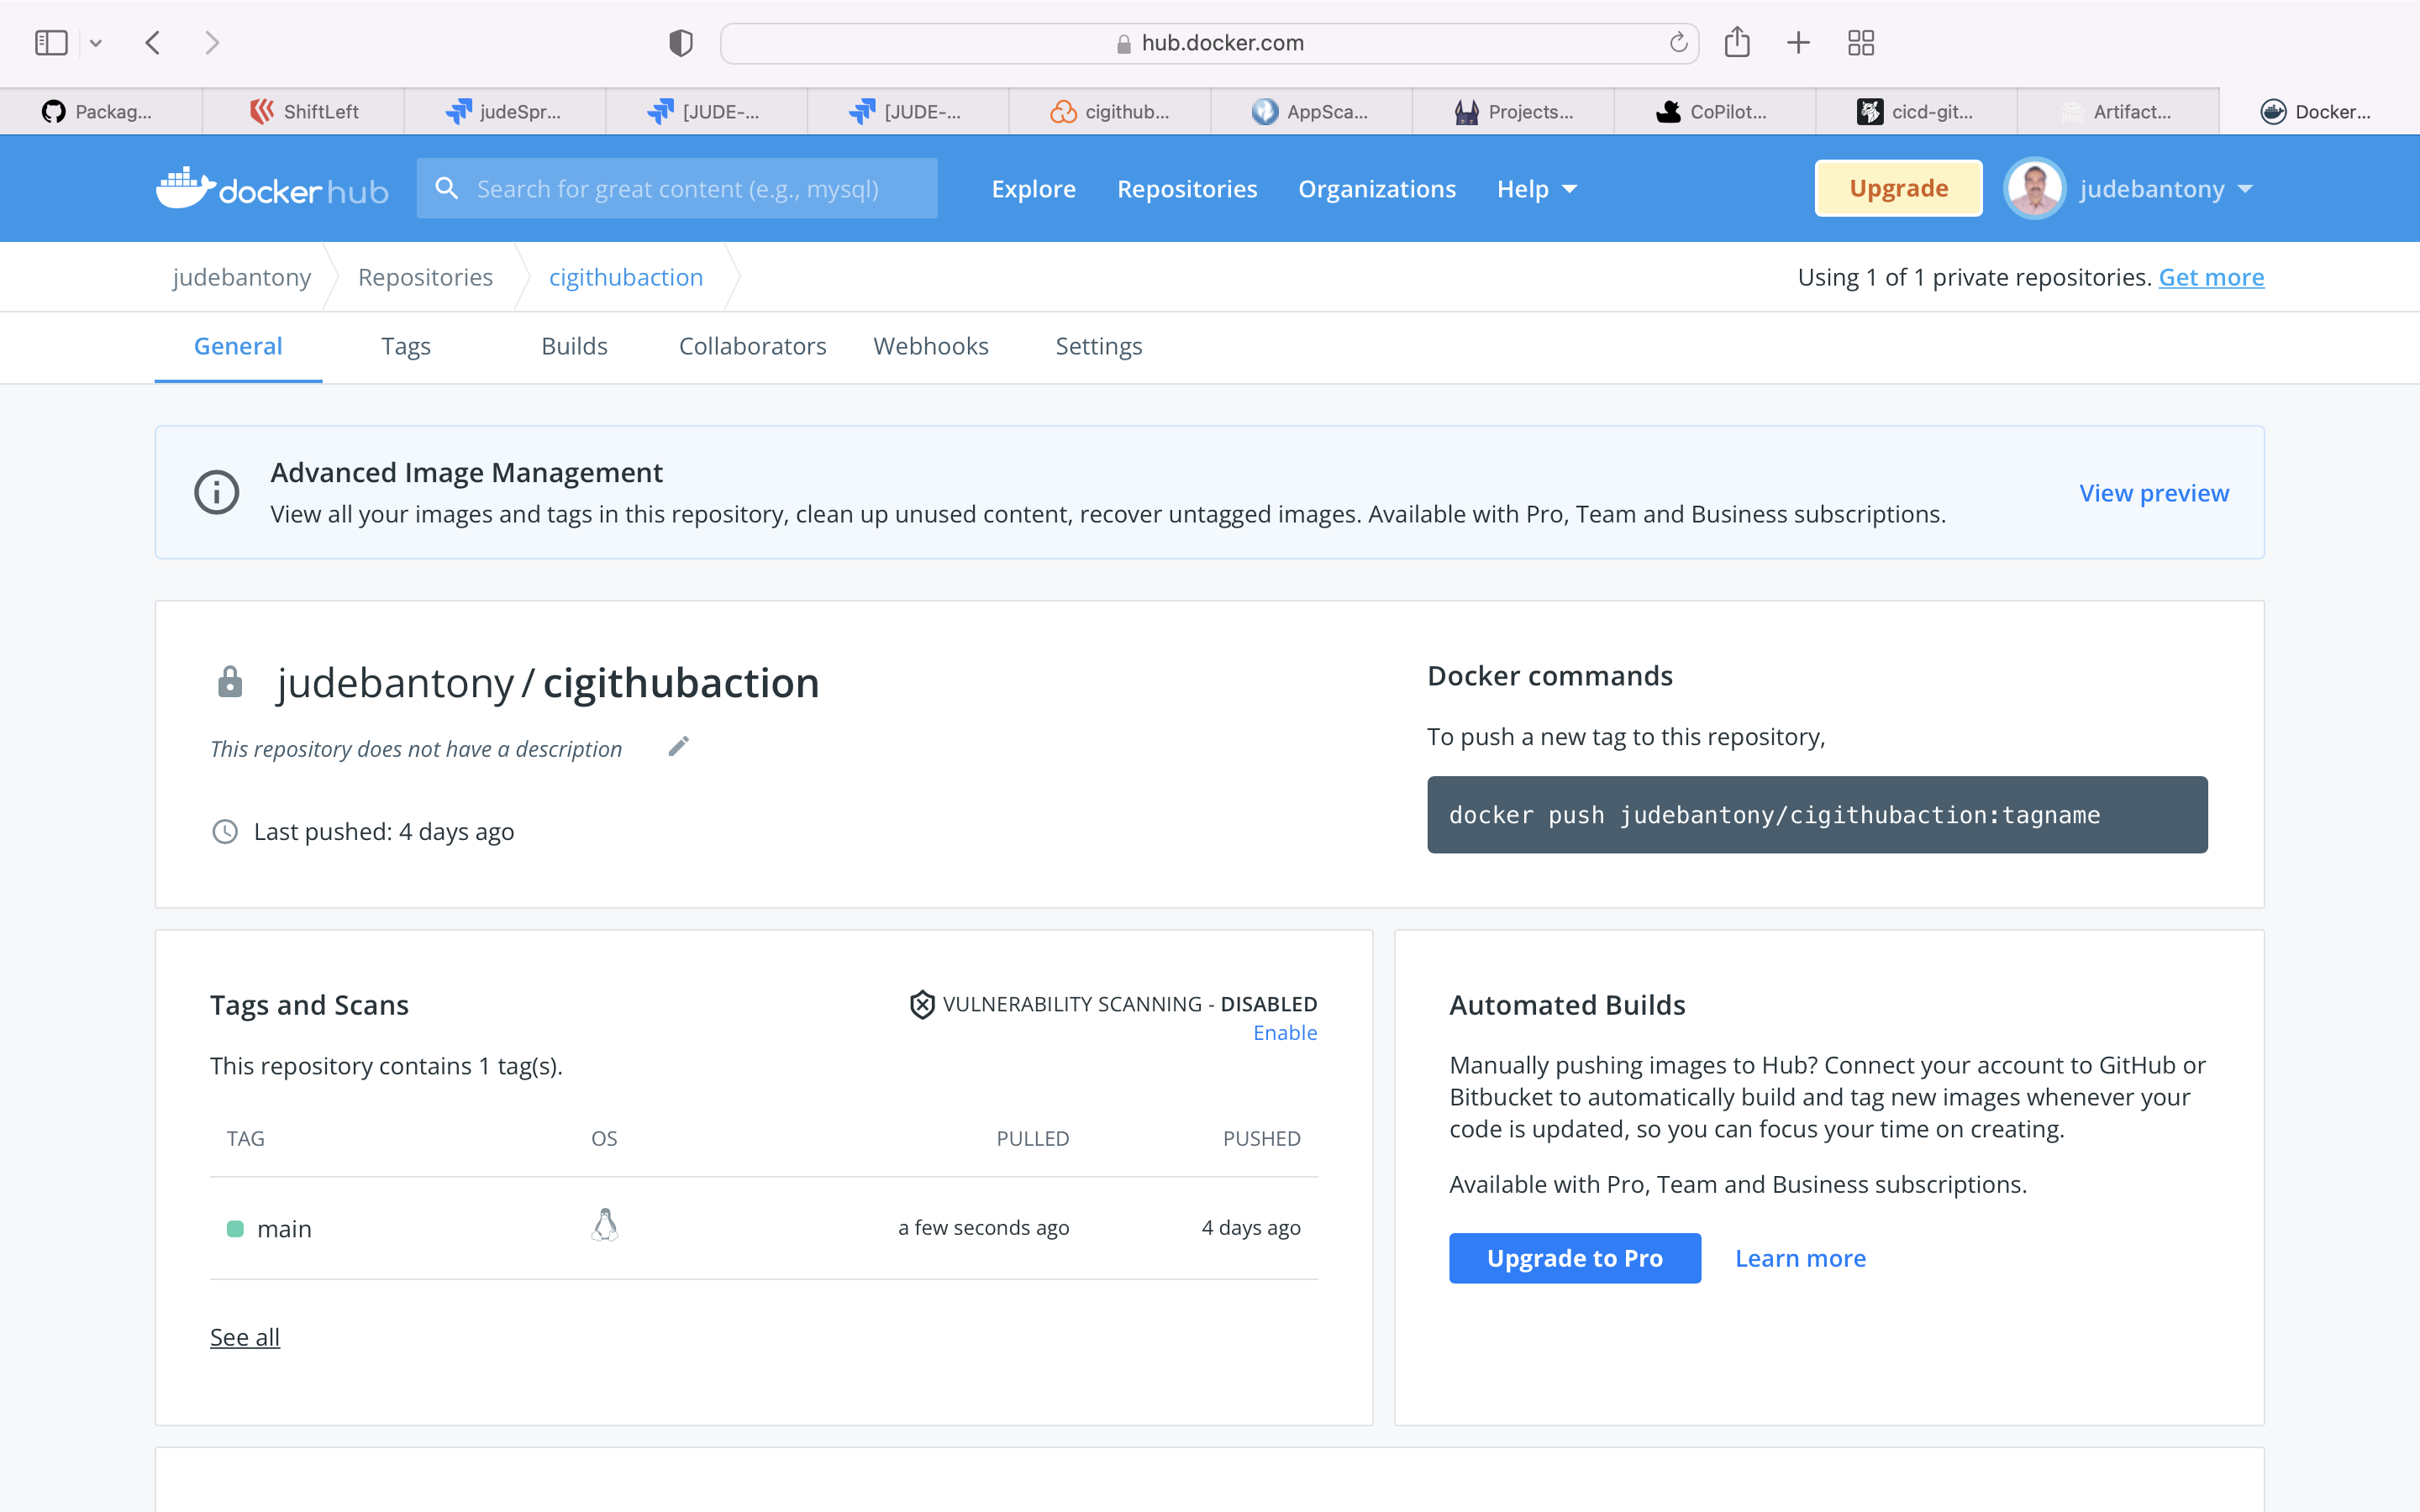 hub.docker.com
Packag...
ShiftLeft
judeSpr...
[JUDE-...
[JUDE-...
cigithub...
AppSca...
Projects...
CoPilot...
cicd-git...
Artifact...
Docker...
docker hub
Search for great content (e.g., mysql)
Explore
Repositories
Organizations
Help
Upgrade
judebantony
judebantony
Repositories
cigithubaction
Using 1 of 1 private repositories. Get more
General
Tags
Builds
Collaborators
Webhooks
Settings
Advanced Image Management
View all your images and tags in this repository, clean up unused content, recover untagged images. Available with Pro, Team and Business subscriptions.
View preview
judebantony / cigithubaction
This repository does not have a description
Last pushed: 4 days ago
Docker commands
To push a new tag to this repository,
docker push judebantony/cigithubaction:tagname
Tags and Scans
VULNERABILITY SCANNING - DISABLED
Enable
This repository contains 1 tag(s).
TAG OS PULLED PUSHED
main a few seconds ago 4 days ago
See all
Automated Builds
Manually pushing images to Hub? Connect your account to GitHub or
Bitbucket to automatically build and tag new images whenever your
code is updated, so you can focus your time on creating.
Available with Pro, Team and Business subscriptions.
Upgrade to Pro
Learn more